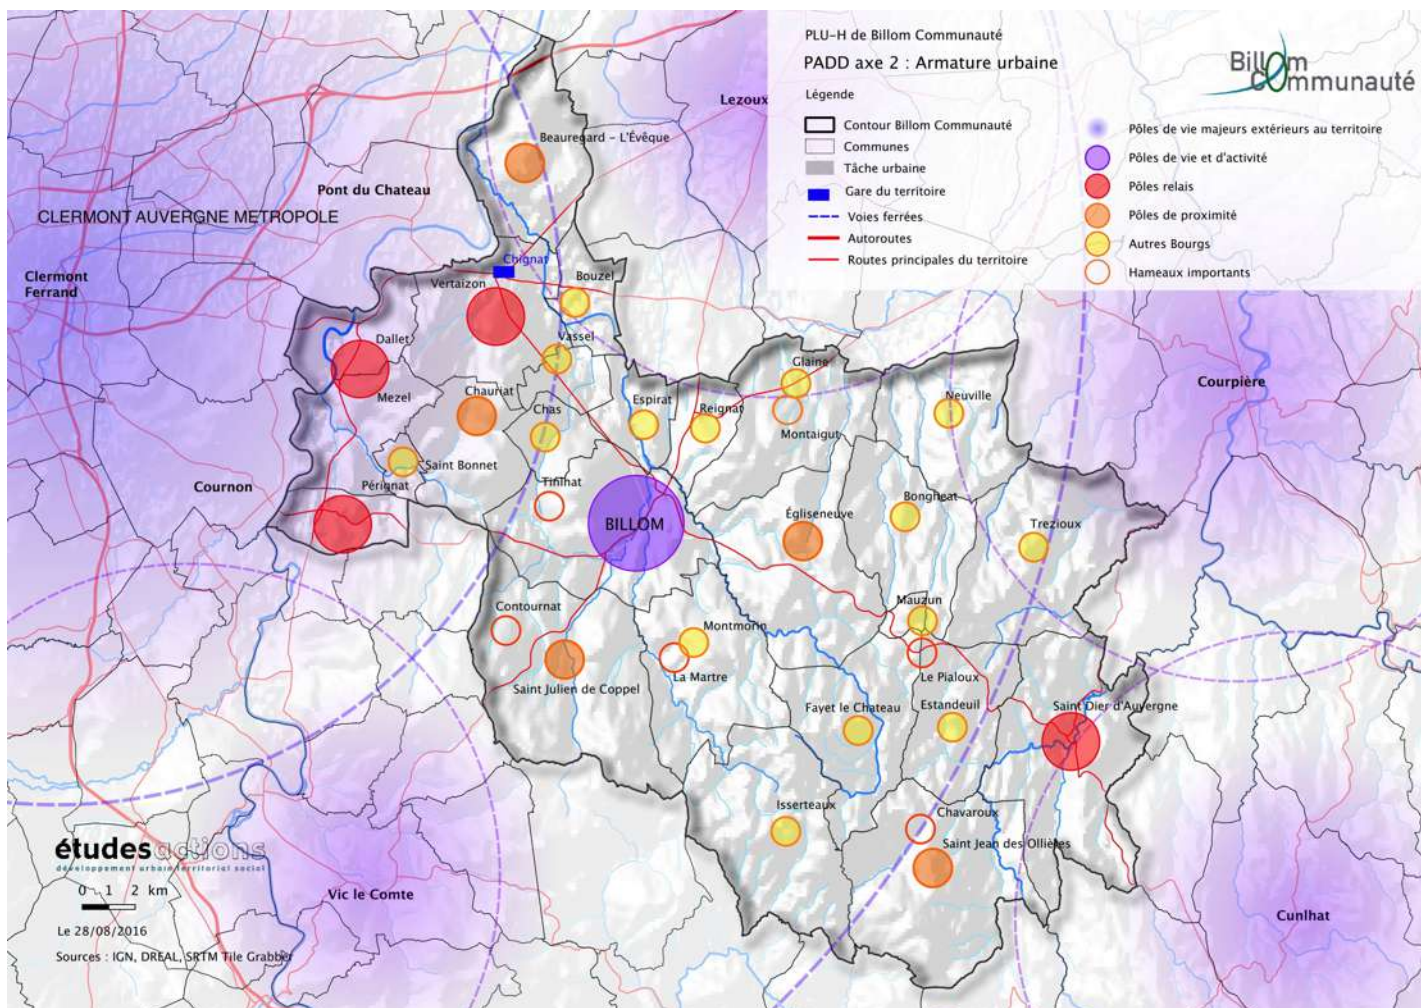 PLU-H de Billom Communauté
PADD axe 2 : Armature urbaine
Légende
Contour Billom Communauté
Communes
Tâche urbaine
Gare du territoire
Voies ferrées
Autoroutes
Routes principales du territoire
Billom
Communauté
Pôles de vie majeurs extérieurs au territoire
Pôles de vie et d'activité
Pôles relais
Pôles de proximité
Autres Bourgs
Hameaux importants
Lezoux
Beauregard - L'Évêque
Pont du Chateau
CLERMONT AUVERGNE METROPOLE
Clermont
Ferrand
Chignat
Bouzel
Vertaizon
Dallet
Vassel
Glaine
Courpière
Mezel
Chauriat
Chas
Espirat
Reignat
Neuville
Montaigut
Saint Bonnet
Cournon
Pérignat
Tinlhat
Bongheat
BILLOM
Égliseneuve
Trezioux
Mauzun
Contournat
Montmorin
La Martre
Le Pialoux
Saint Julien de Coppel
Fayet le Chateau
Estandeuil
Saint Dier d'Auvergne
Isserteaux
Chavaroux
Saint Jean des Ollières
étudesactions
développement urbain territorial social
0 1 2 km
Vic le Comte
Cunlhat
Le 28/08/2016
Sources : IGN, DREAL, SRTM Tile Grabber